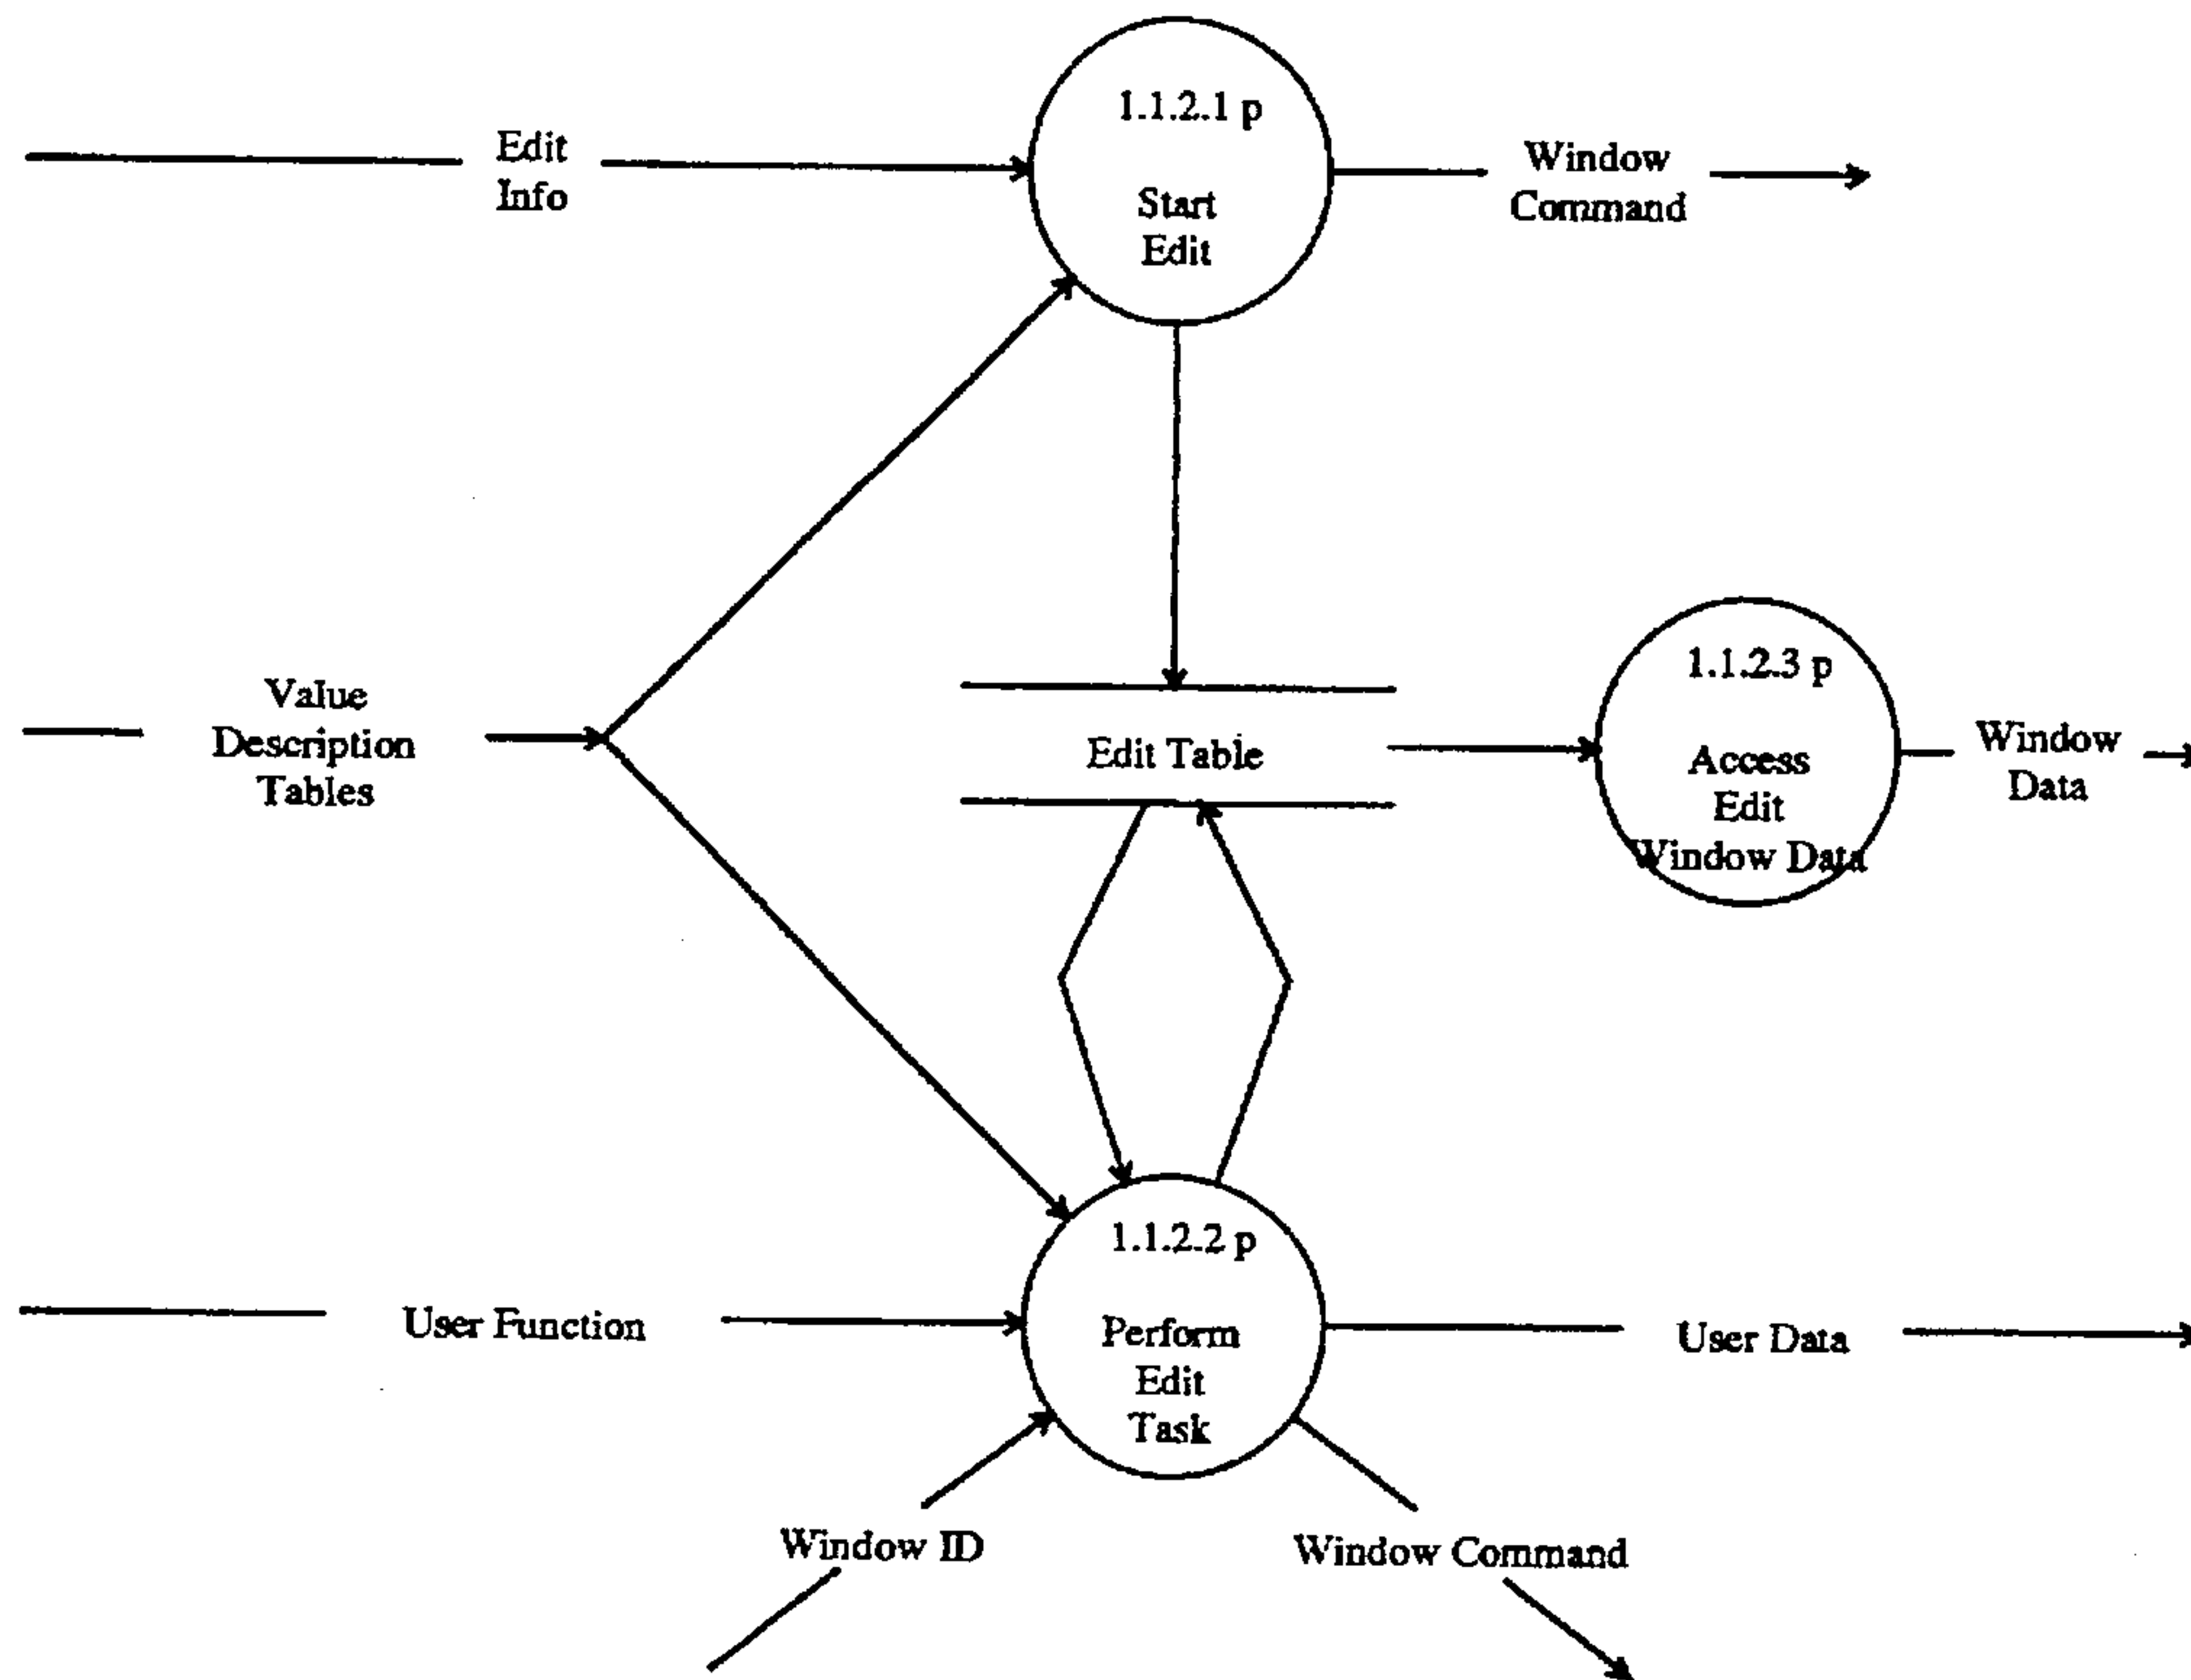 1.1.2.1 p
Start
Edit
Edit
Info
Window
Command
Value
Description
Tables
Edit Table
1.1.2.3 p
Access
Edit
Window Data
Window
Data
1.1.2.2 p
Perform
Edit
Task
User Function
User Data
Window ID
Window Command